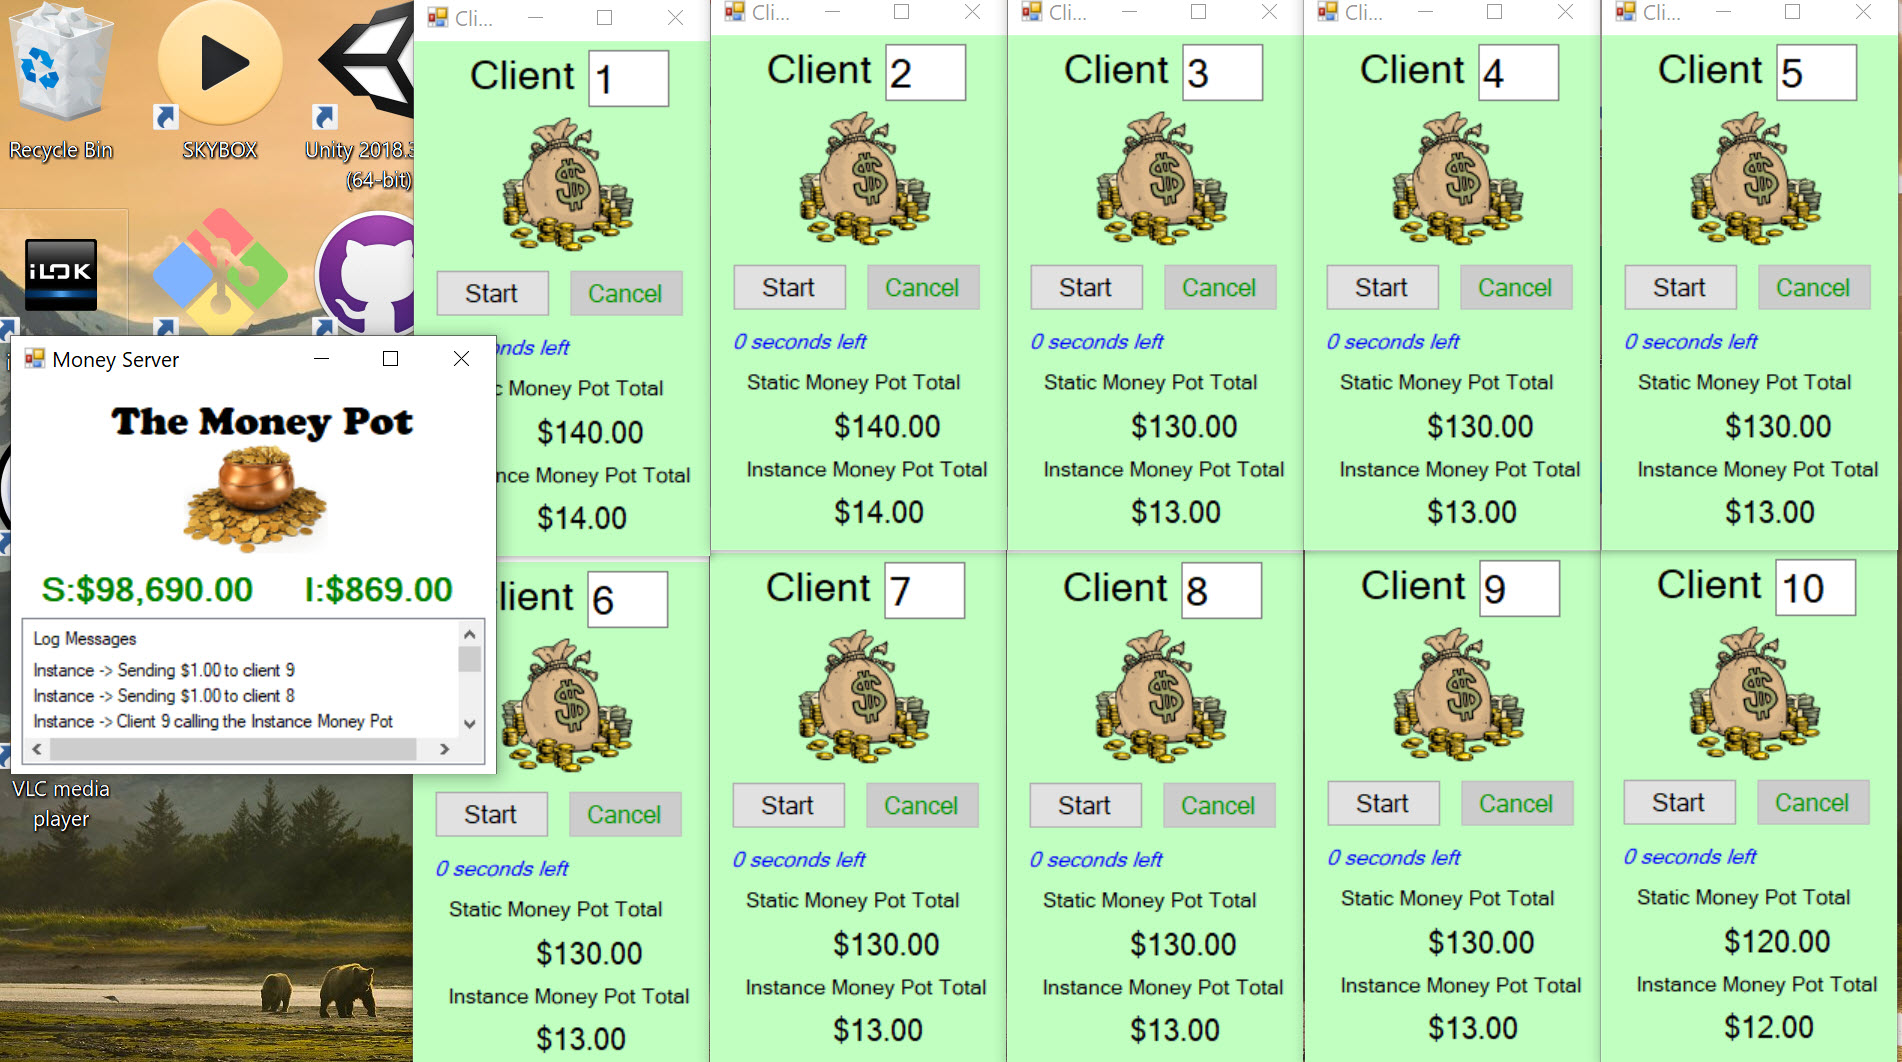 Recycle Bin
SKYBOX
Unity 2018.3
(64-bit)
iLOK
Money Server
The Money Pot
S:$98,690.00 I:$869.00
Log Messages
Instance -> Sending $1.00 to client 9
Instance -> Sending $1.00 to client 8
Instance -> Client 9 calling the Instance Money Pot
VLC media
player
Cli...
Client 1
$
Start Cancel
nds left
Money Pot Total
$140.00
nce Money Pot Total
$14.00
Cli...
Client 2
$
Start Cancel
0 seconds left
Static Money Pot Total
$140.00
Instance Money Pot Total
$14.00
Cli...
Client 3
$
Start Cancel
0 seconds left
Static Money Pot Total
$130.00
Instance Money Pot Total
$13.00
Cli...
Client 4
$
Start Cancel
0 seconds left
Static Money Pot Total
$130.00
Instance Money Pot Total
$13.00
Cli...
Client 5
$
Start Cancel
0 seconds left
Static Money Pot Total
$130.00
Instance Money Pot Total
$13.00
lient 6
$
Start Cancel
0 seconds left
Static Money Pot Total
$130.00
Instance Money Pot Total
$13.00
Client 7
$
Start Cancel
0 seconds left
Static Money Pot Total
$130.00
Instance Money Pot Total
$13.00
Client 8
$
Start Cancel
0 seconds left
Static Money Pot Total
$130.00
Instance Money Pot Total
$13.00
Client 9
$
Start Cancel
0 seconds left
Static Money Pot Total
$130.00
Instance Money Pot Total
$13.00
Client 10
$
Start Cancel
0 seconds left
Static Money Pot Total
$120.00
Instance Money Pot Total
$12.00